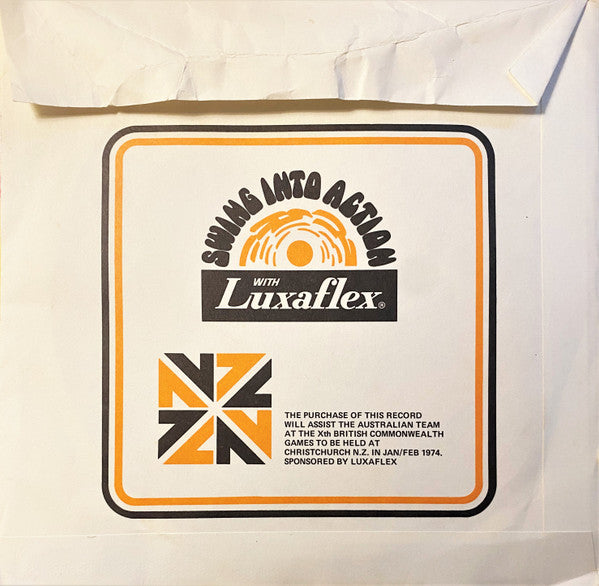 SWING INTO ACTION
WITH
Luxaflex®
THE PURCHASE OF THIS RECORD
WILL ASSIST THE AUSTRALIAN TEAM
AT THE Xth BRITISH COMMONWEALTH
GAMES TO BE HELD AT
CHRISTCHURCH N.Z. IN JAN/FEB 1974.
SPONSORED BY LUXAFLEX